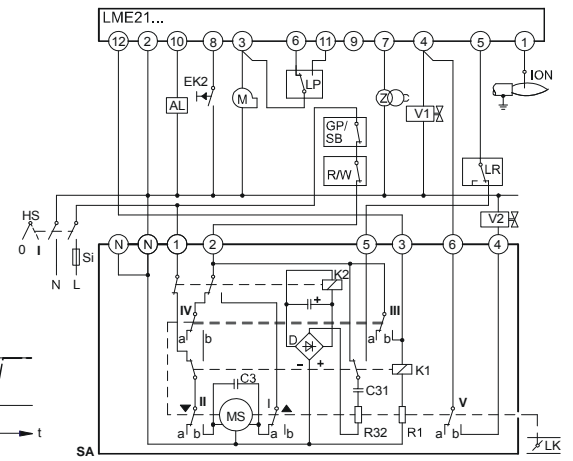 LME21...
12 2 10 8 3 6 11 9 7 4 5 1
EK2
LP
ION
AL
M
GP/
SB
Z
C
V1
R/W
LR
HS
0 I
Si
V2
N L
N N 1 2 5 3 6 4
K2
+
IV
III
a b
a b
D
- +
K1
C3
C31
II
I
V
MS
a b
a b
R32
R1
a b
t
SA
LK